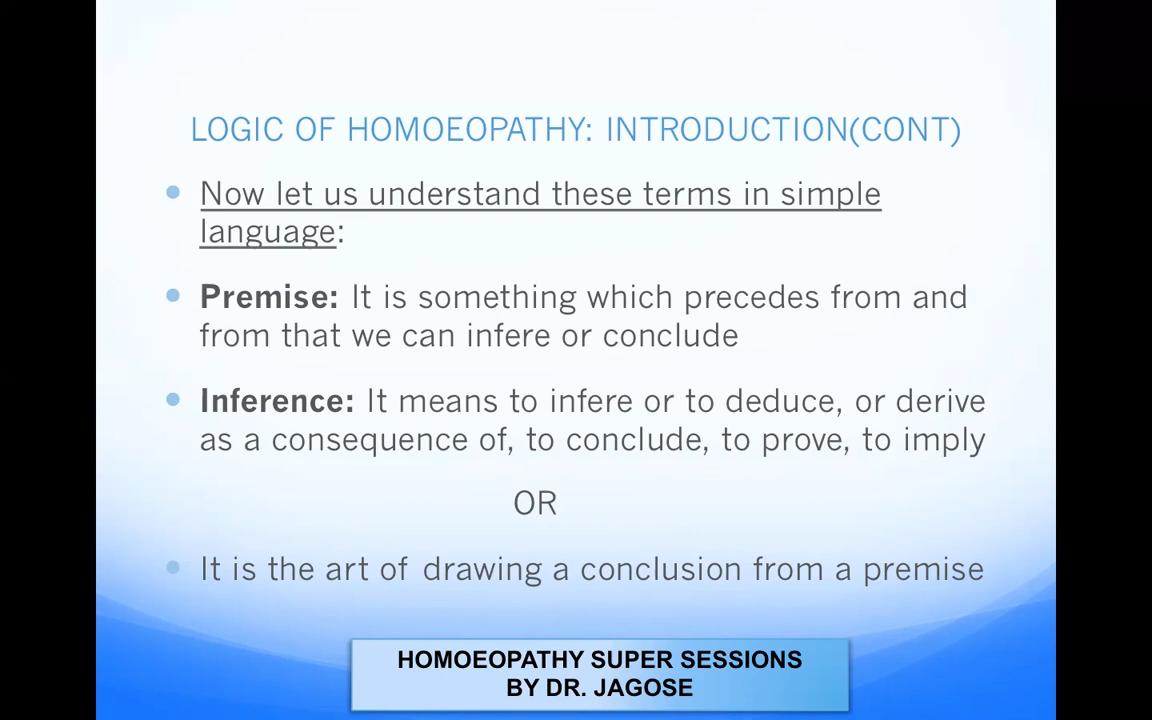 LOGIC OF HOMOEOPATHY: INTRODUCTION(CONT)
Now let us understand these terms in simple
language:
Premise: It is something which precedes from and
from that we can infere or conclude
Inference: It means to infere or to deduce, or derive
as a consequence of, to conclude, to prove, to imply
OR
It is the art of drawing a conclusion from a premise
HOMOEOPATHY SUPER SESSIONS
BY DR. JAGOSE